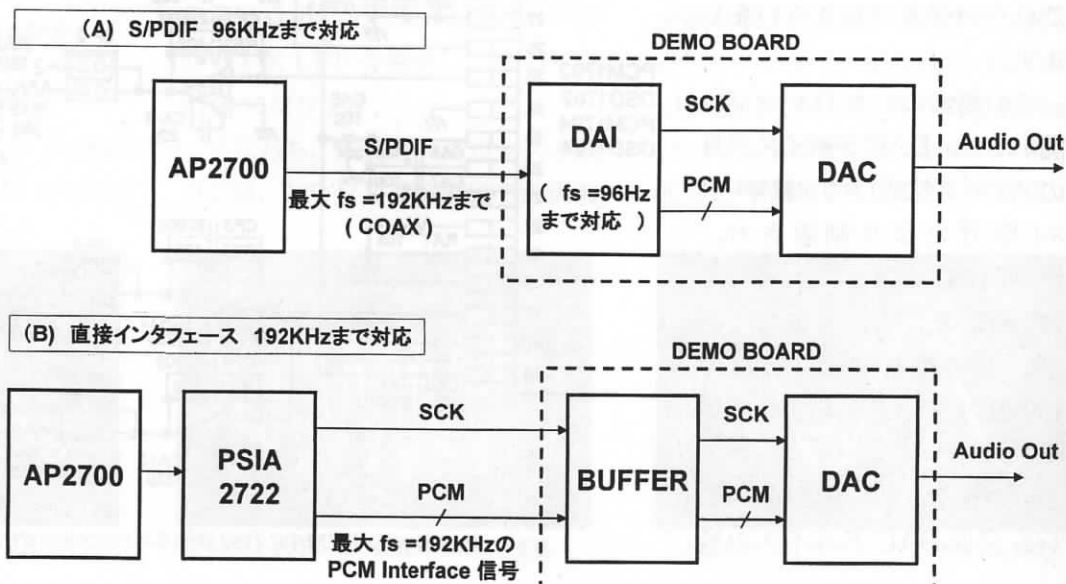 (A) S/PDIF 96KHzまで対応
DEMO BOARD
AP2700
S/PDIF
最大 fs =192KHzまで
( COAX )
DAI
( fs =96Hz
まで対応 )
SCK
PCM
DAC
Audio Out
(B) 直接インタフェース 192KHzまで対応
DEMO BOARD
AP2700
PSIA
2722
SCK
PCM
最大 fs =192KHzの
PCM Interface 信号
BUFFER
SCK
PCM
DAC
Audio Out